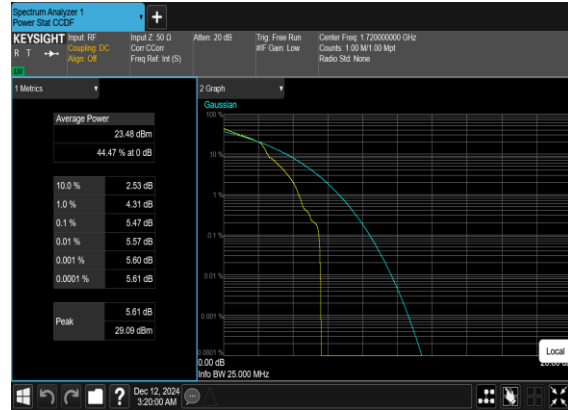 Spectrum Analyzer 1
Power Stat CCDF
KEYSIGHT
R T
Input: RF
Coupling: DC
Align: Off
Input Z: 50 Ω
Corr CCorr
Freq Ref: Int (S)
Atten: 20 dB
Trig: Free Run
#IF Gain: Low
Center Freq: 1.720000000 GHz
Counts: 1.00 M/1.00 Mpt
Radio Std: None
1 Metrics
Average Power
23.48 dBm
44.47 % at 0 dB
10.0 % 2.53 dB
1.0 % 4.31 dB
0.1 % 5.47 dB
0.01 % 5.57 dB
0.001 % 5.60 dB
0.0001 % 5.61 dB
Peak
5.61 dB
29.09 dBm
2 Graph
Gaussian
100 %
10 %
1 %
0.1 %
0.01 %
0.001 %
0.0001 %
0.00 dB
Info BW 25.000 MHz
Local
?
Dec 12, 2024
3:20:00 AM